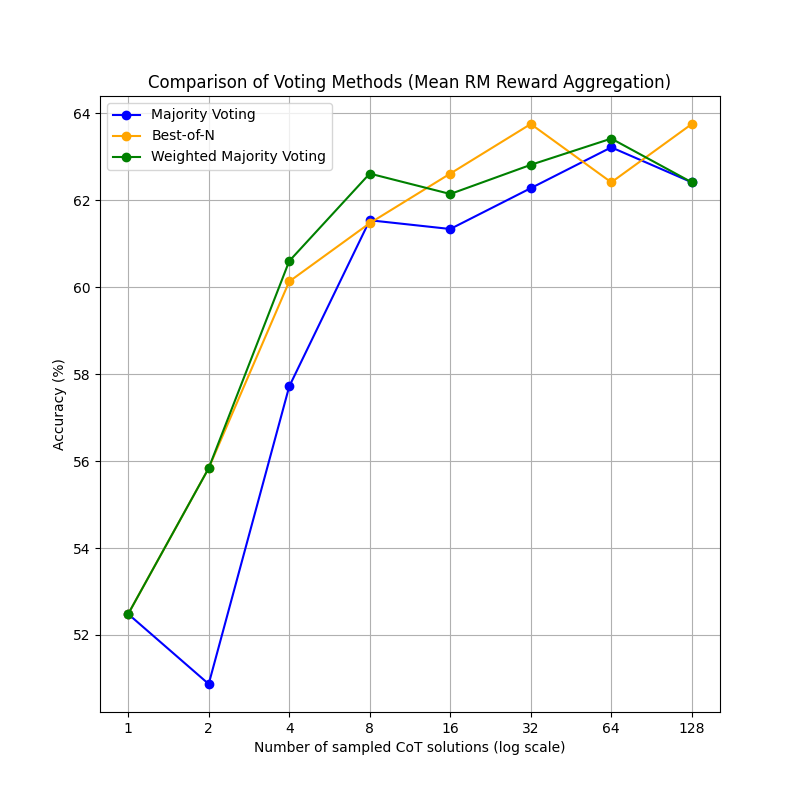 Comparison of Voting Methods (Mean RM Reward Aggregation)
Majority Voting
Best-of-N
Weighted Majority Voting
64
62
60
58
56
54
52
Accuracy (%)
1 2 4 8 16 32 64 128
Number of sampled CoT solutions (log scale)